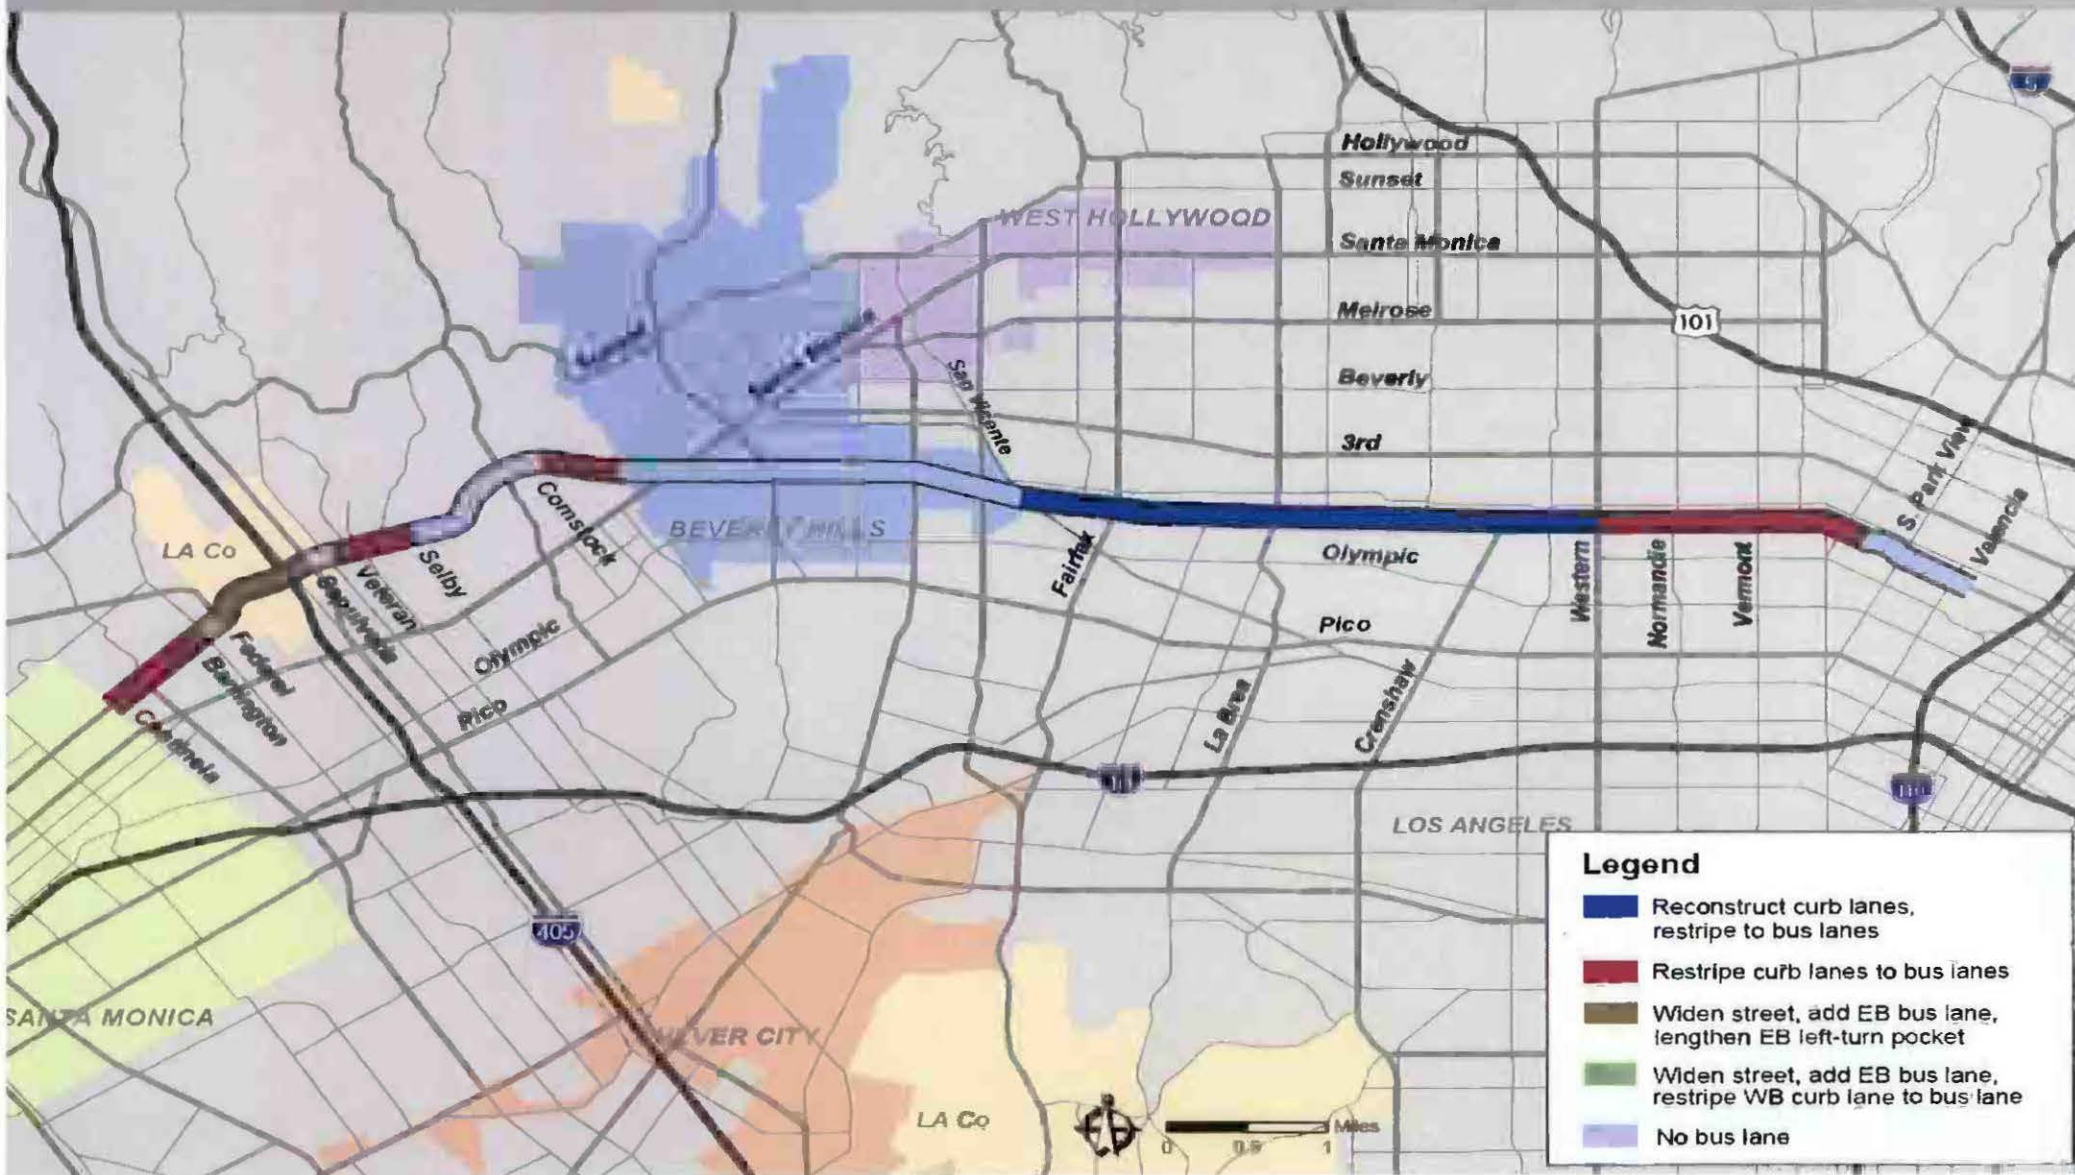 Hollywood
Sunset
WEST HOLLYWOOD
Santa Monica
Melrose
101
Beverly
San Vicente
3rd
S. Park View
Valencia
Comstock
BEVERLY HILLS
LA Co
Selby
Veteran
Sepulveda
Federal
Barrington
Centinela
Olympic
Pico
Fairfax
Olympic
Western
Normandie
Vermont
Pico
La Brea
Crenshaw
LOS ANGELES
405
SANTA MONICA
CULVER CITY
LA Co
0 0.5 1 Miles
Legend
Reconstruct curb lanes,
restripe to bus lanes
Restripe curb lanes to bus lanes
Widen street, add EB bus lane,
lengthen EB left-turn pocket
Widen street, add EB bus lane,
restripe WB curb lane to bus lane
No bus lane